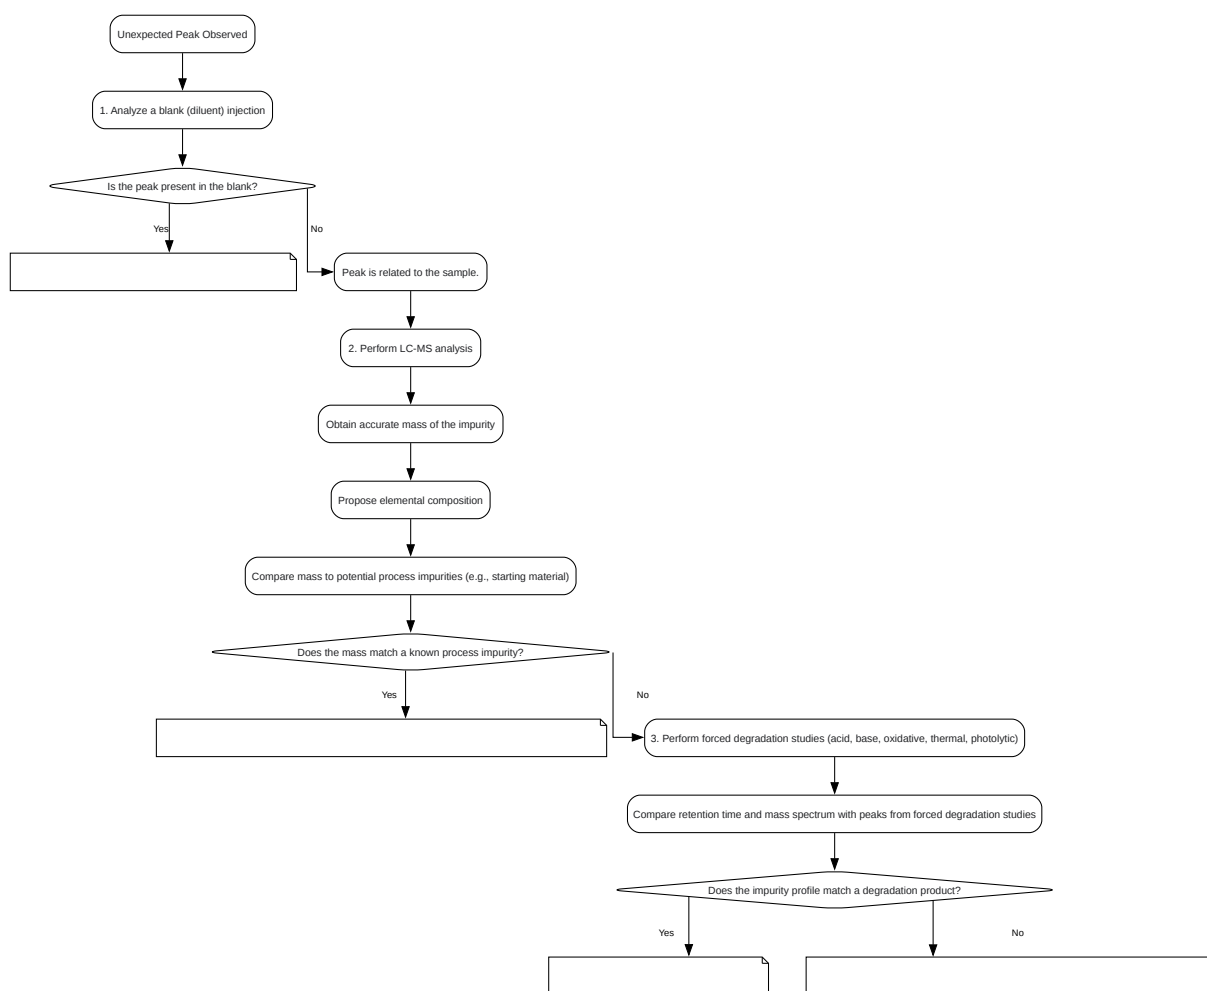 Unexpected Peak Observed
1. Analyze a blank (diluent) injection
Is the peak present in the blank?
Yes
No
Peak is related to the sample.
2. Perform LC-MS analysis
Obtain accurate mass of the impurity
Propose elemental composition
Compare mass to potential process impurities (e.g., starting material)
Does the mass match a known process impurity?
Yes
No
3. Perform forced degradation studies (acid, base, oxidative, thermal, photolytic)
Compare retention time and mass spectrum with peaks from forced degradation studies
Does the impurity profile match a degradation product?
Yes
No